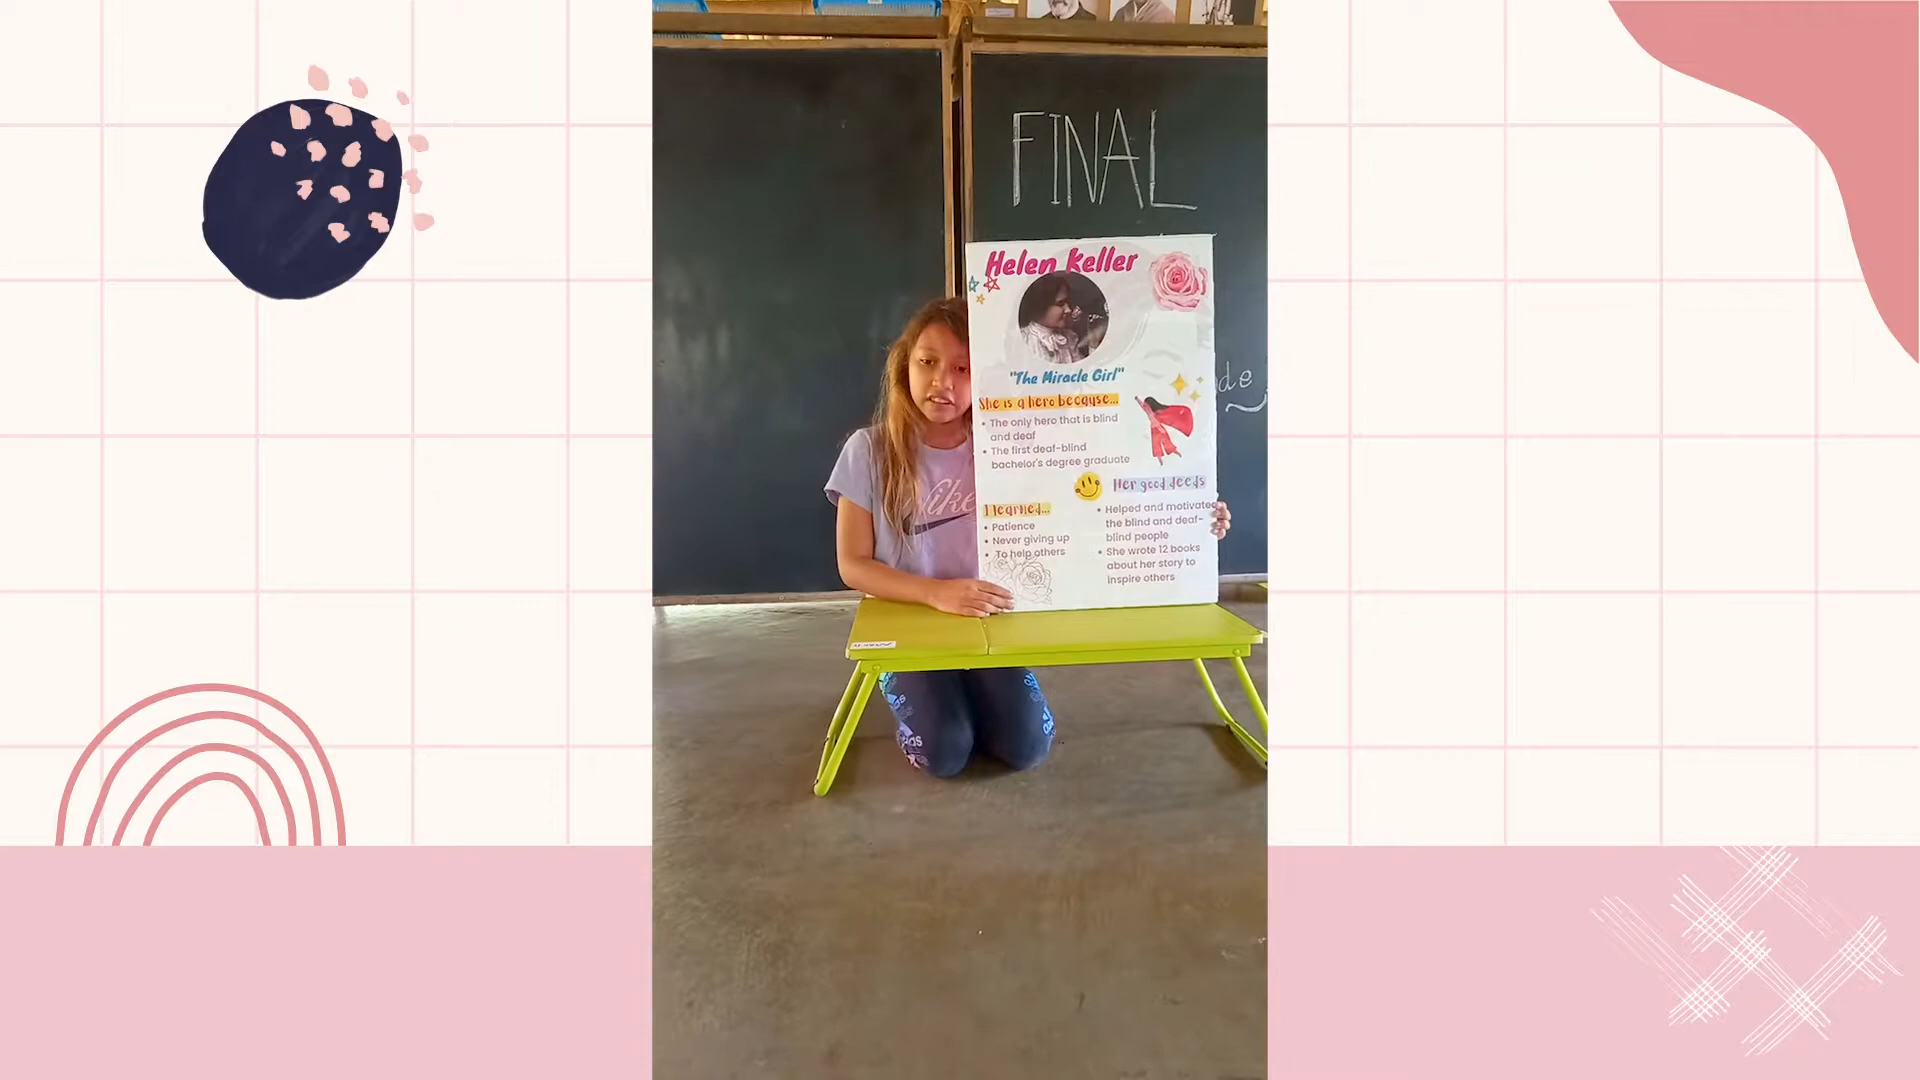 FINAL
Helen Keller
"The Miracle Girl"
She is a hero because...
• The only hero that is blind
and deaf
• The first deaf-blind
bachelor's degree graduate
Her good deeds
• Helped and motivated
the blind and deaf-
blind people
• She wrote 12 books
about her story to
inspire others
I learned...
• Patience
• Never giving up
• To help others
de
Nike
adidas